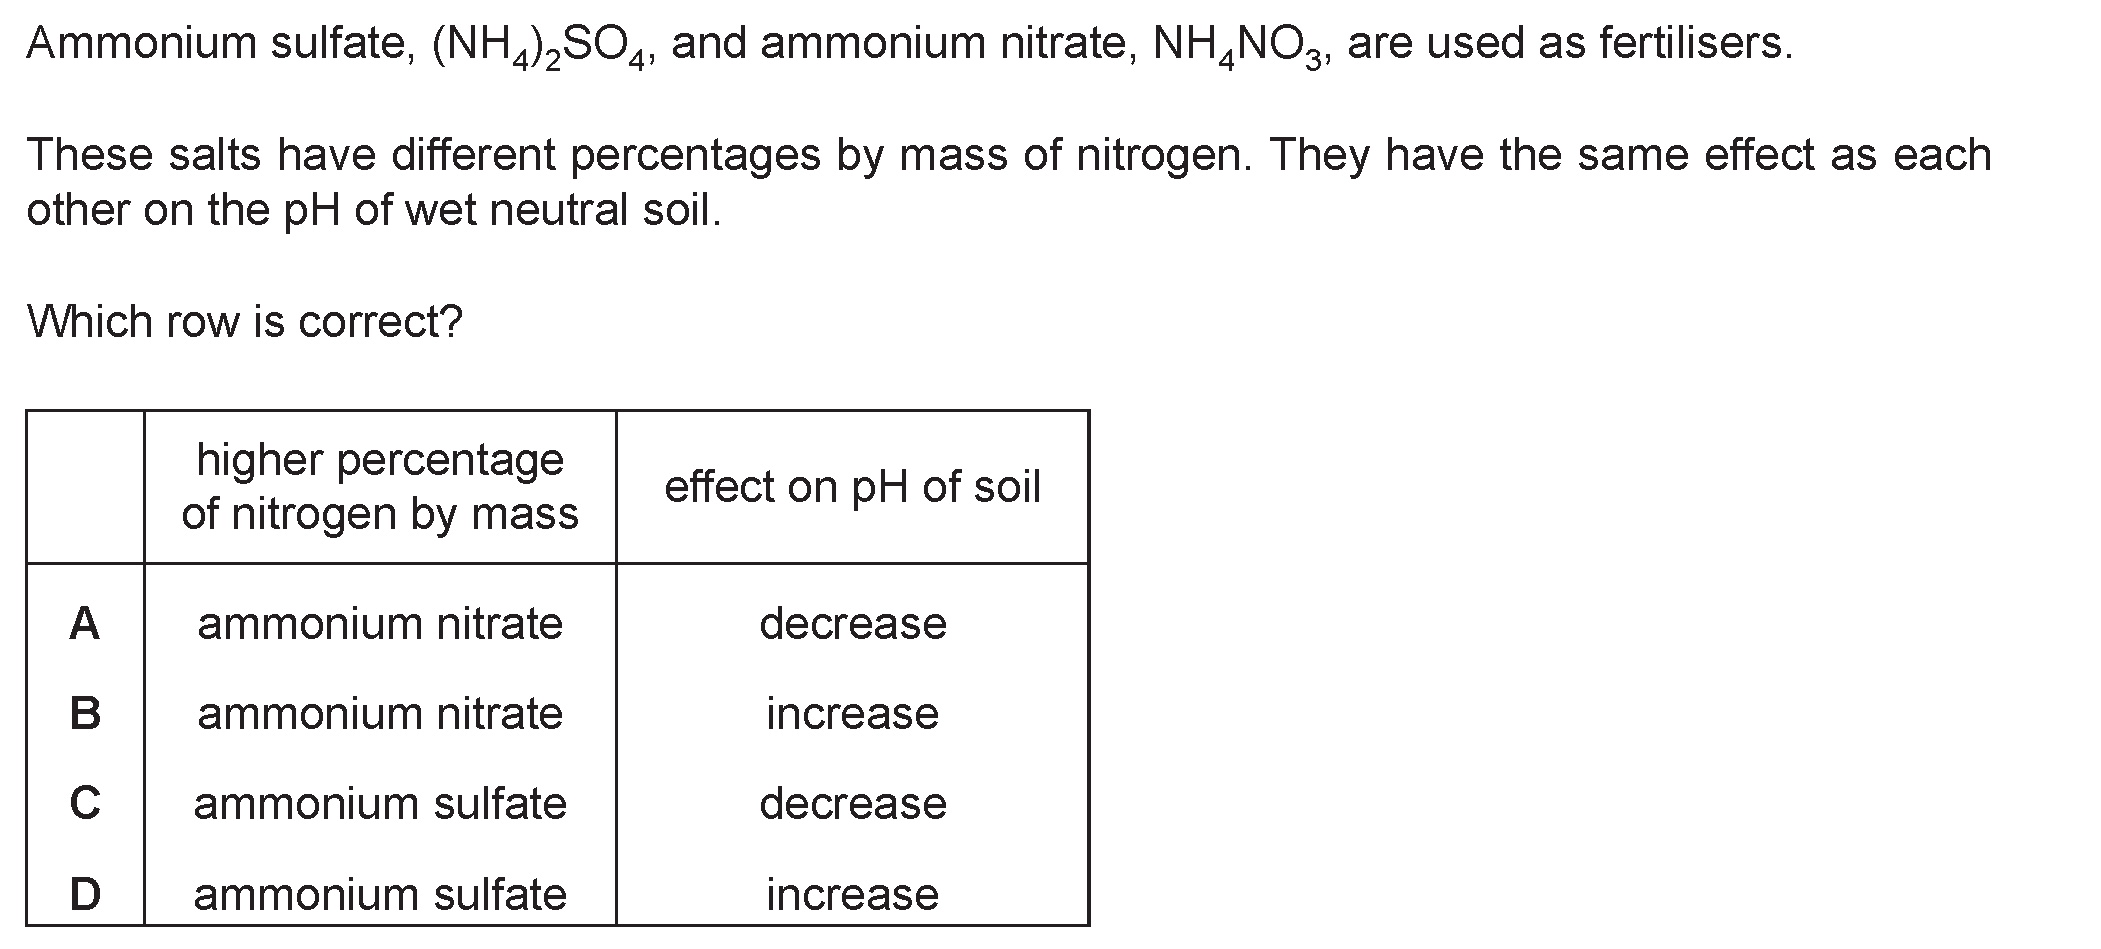 Ammonium sulfate, (NH₄)₂SO₄, and ammonium nitrate, NH₄NO₃, are used as fertilisers.
These salts have different percentages by mass of nitrogen. They have the same effect as each
other on the pH of wet neutral soil.
Which row is correct?
higher percentage
of nitrogen by mass
effect on pH of soil
A ammonium nitrate decrease
B ammonium nitrate increase
C ammonium sulfate decrease
D ammonium sulfate increase